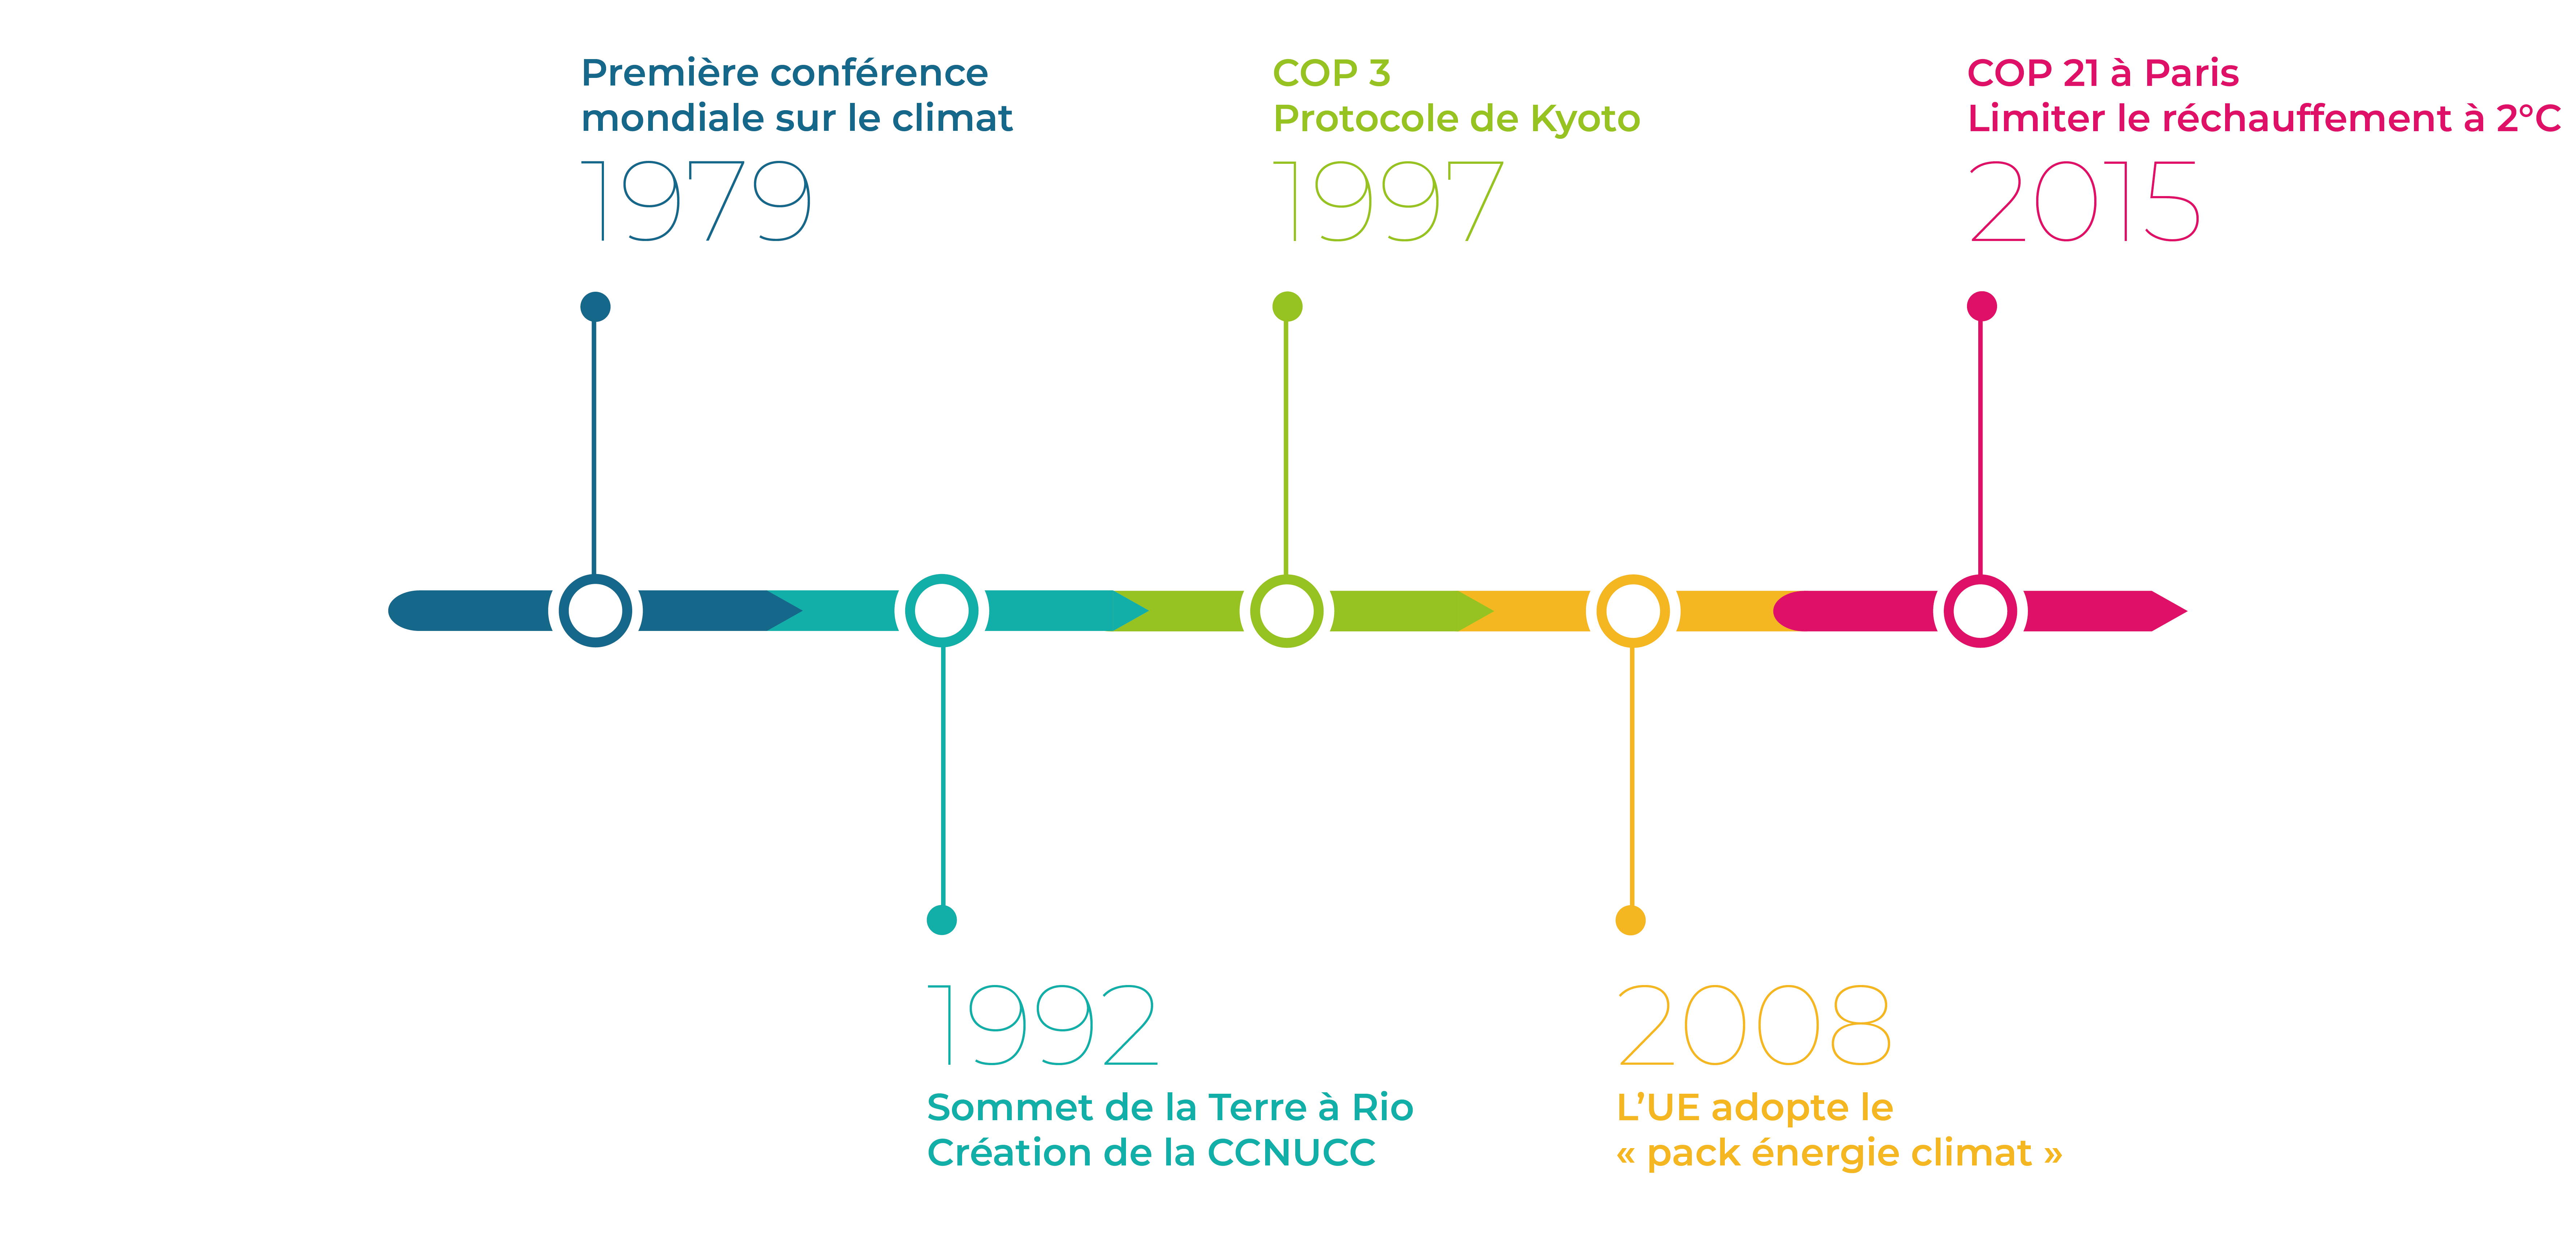 Première conférence
mondiale sur le climat
1979
COP 3
Protocole de Kyoto
1997
COP 21 à Paris
Limiter le réchauffement à 2°C
2015
1992
Sommet de la Terre à Rio
Création de la CCNUCC
2008
L’UE adopte le
« pack énergie climat »